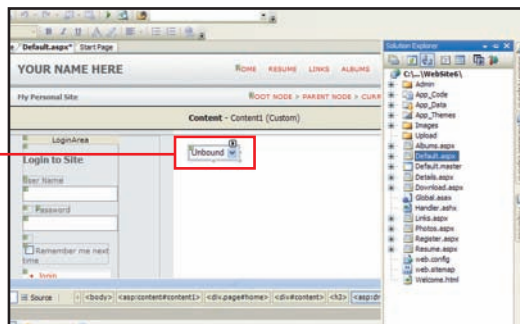 Default.aspx* Start Page
YOUR NAME HERE
HOME RESUME LINKS ALBUMS
My Personal Site
ROOT NODE > PARENT NODE > CURR
Content - Content1 (Custom)
LoginArea
Login to Site
User Name
Password
Remember me next
time
login
Unbound
Source
<body> <asp:content#content1> <div.page#home> <div#content> <h3> <asp:dr
Solution Explorer
C:\...\WebSite6\
Admin
App_Code
App_Data
App_Themes
Images
Upload
Albums.aspx
Default.aspx
Default.master
Details.aspx
Download.aspx
Global.asax
Handler.ashx
Links.aspx
Photos.aspx
Register.aspx
Resume.aspx
web.config
web.sitemap
Welcome.html